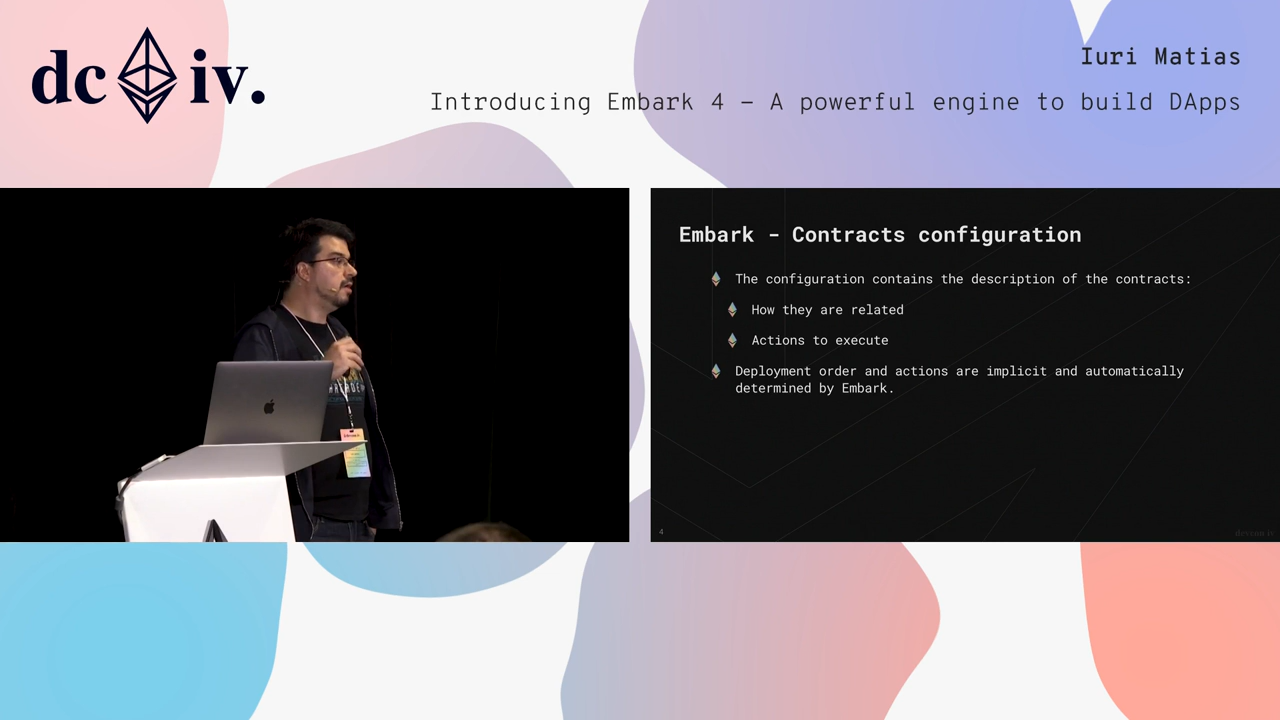 dc iv.
Iuri Matias
Introducing Embark 4 – A powerful engine to build DApps
Embark - Contracts configuration
The configuration contains the description of the contracts:
How they are related
Actions to execute
Deployment order and actions are implicit and automatically
determined by Embark.
4